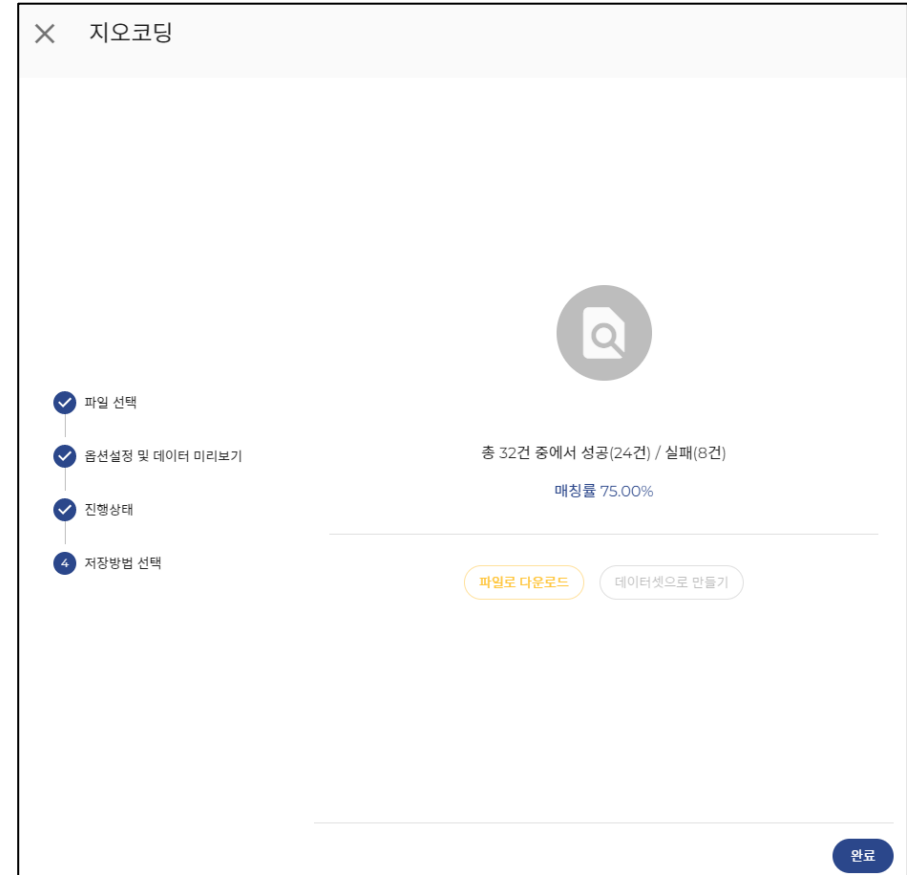 지오코딩
파일 선택
옵션설정 및 데이터 미리보기
진행상태
4 저장방법 선택
총 32건 중에서 성공(24건) / 실패(8건)
매칭률 75.00%
파일로 다운로드 데이터셋으로 만들기
완료